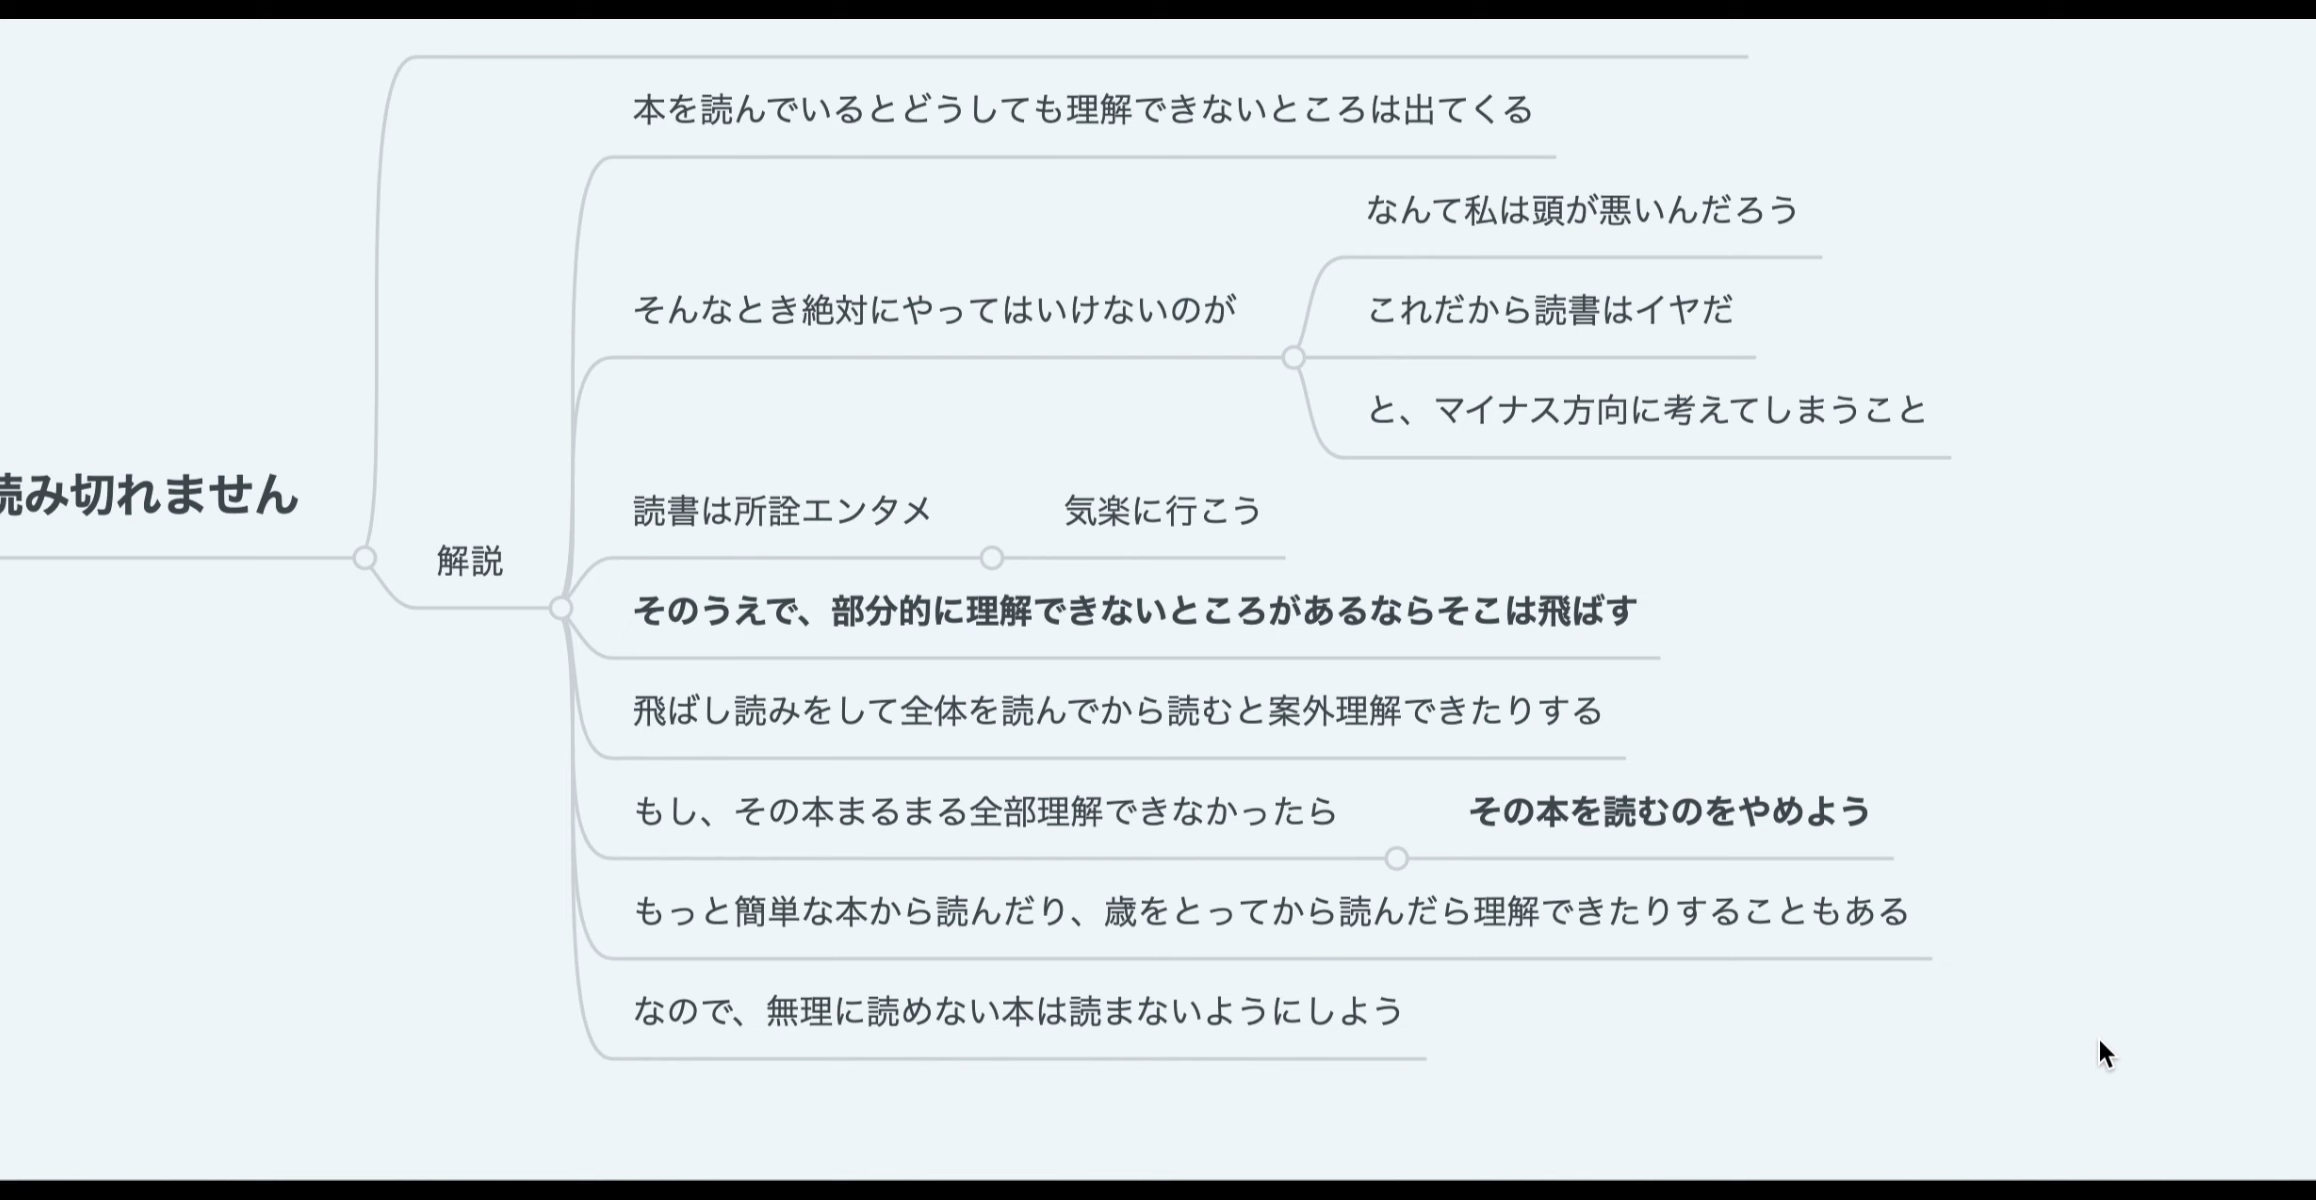 本を読んでいるとどうしても理解できないところは出てくる
なんて私は頭が悪いんだろう
そんなとき絶対にやってはいけないのが
これだから読書はイヤだ
と、マイナス方向に考えてしまうこと
読み切れません
読書は所詮エンタメ
気楽に行こう
解説
そのうえで、部分的に理解できないところがあるならそこは飛ばす
飛ばし読みをして全体を読んでから読むと案外理解できたりする
もし、その本まるまる全部理解できなかったら
その本を読むのをやめよう
もっと簡単な本から読んだり、歳をとってから読んだら理解できたりすることもある
なので、無理に読めない本は読まないようにしよう